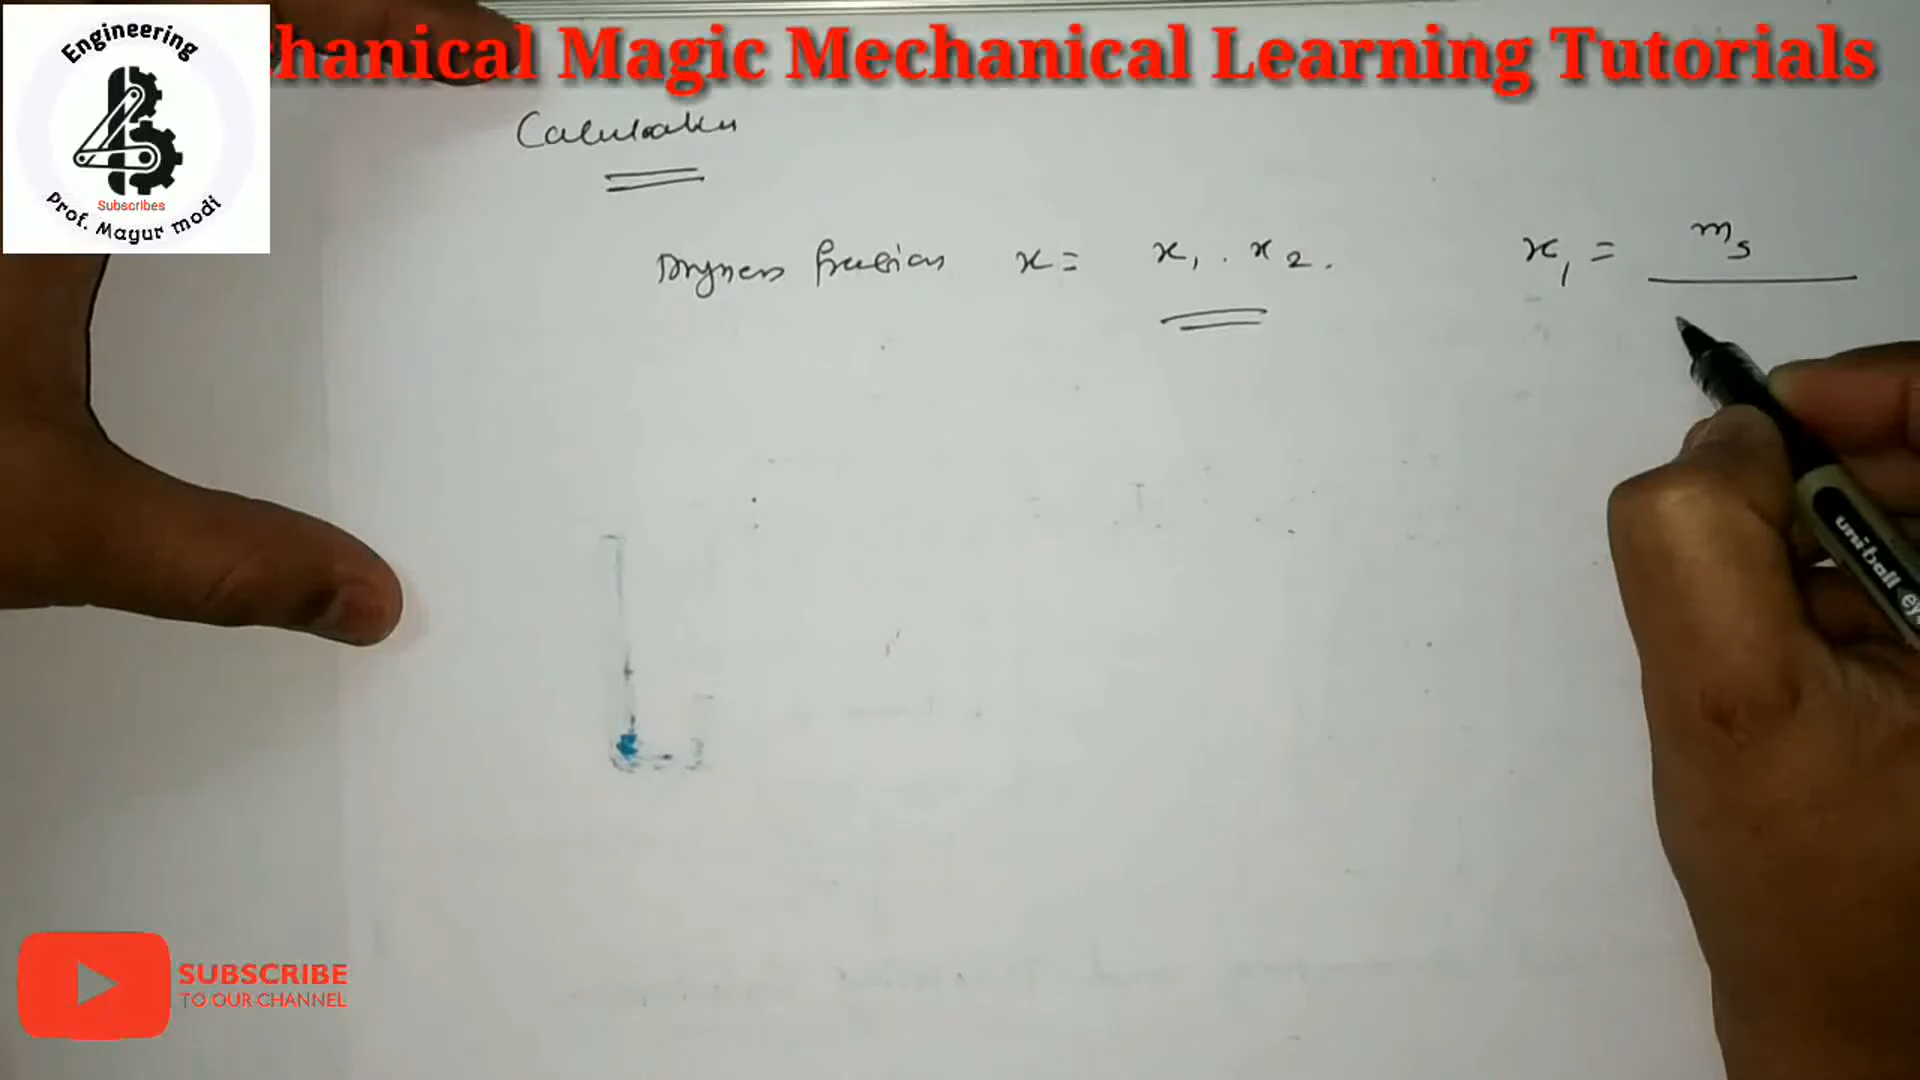 chanical Magic Mechanical Learning Tutorials
Engineering
Subscribes
Prof. Mayur modi
Calculation
Dryness fraction x = x₁ . x₂ .
x₁ = mₛ
uniball eye
SUBSCRIBE
TO OUR CHANNEL